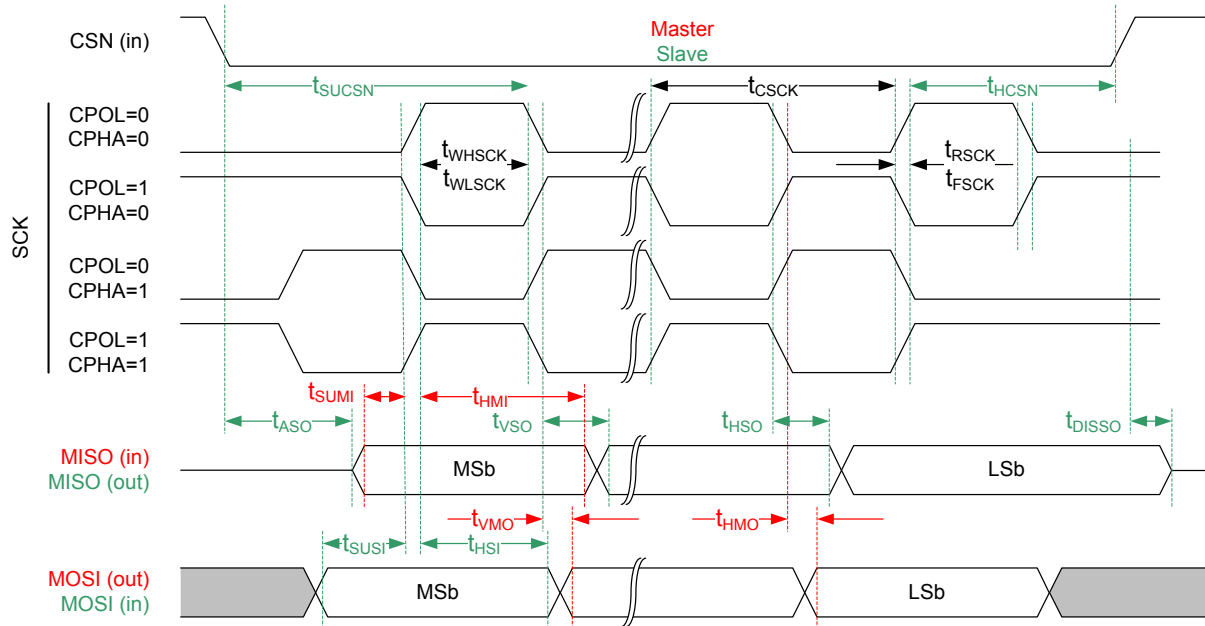 CSN (in)
Master
Slave
tSUCSN
tCSCK
tHCSN
SCK
CPOL=0
CPHA=0
tWHSCK
tWLSCK
tRSCK
tFSCK
CPOL=1
CPHA=0
CPOL=0
CPHA=1
CPOL=1
CPHA=1
tSUMI
tHMI
tASO
tVSO
tHSO
tDISSO
MISO (in)
MISO (out)
MSb
LSb
tVMO
tHMO
tSUSI
tHSI
MOSI (out)
MOSI (in)
MSb
LSb